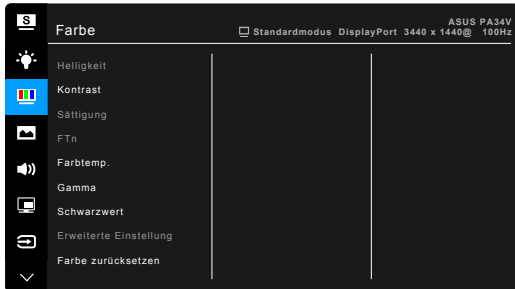 S
Farbe
Standardmodus DisplayPort 3440 x 1440@ 100Hz
ASUS PA34V
Helligkeit
Kontrast
Sättigung
FTn
Farbtemp.
Gamma
Schwarzwert
Erweiterte Einstellung
Farbe zurücksetzen